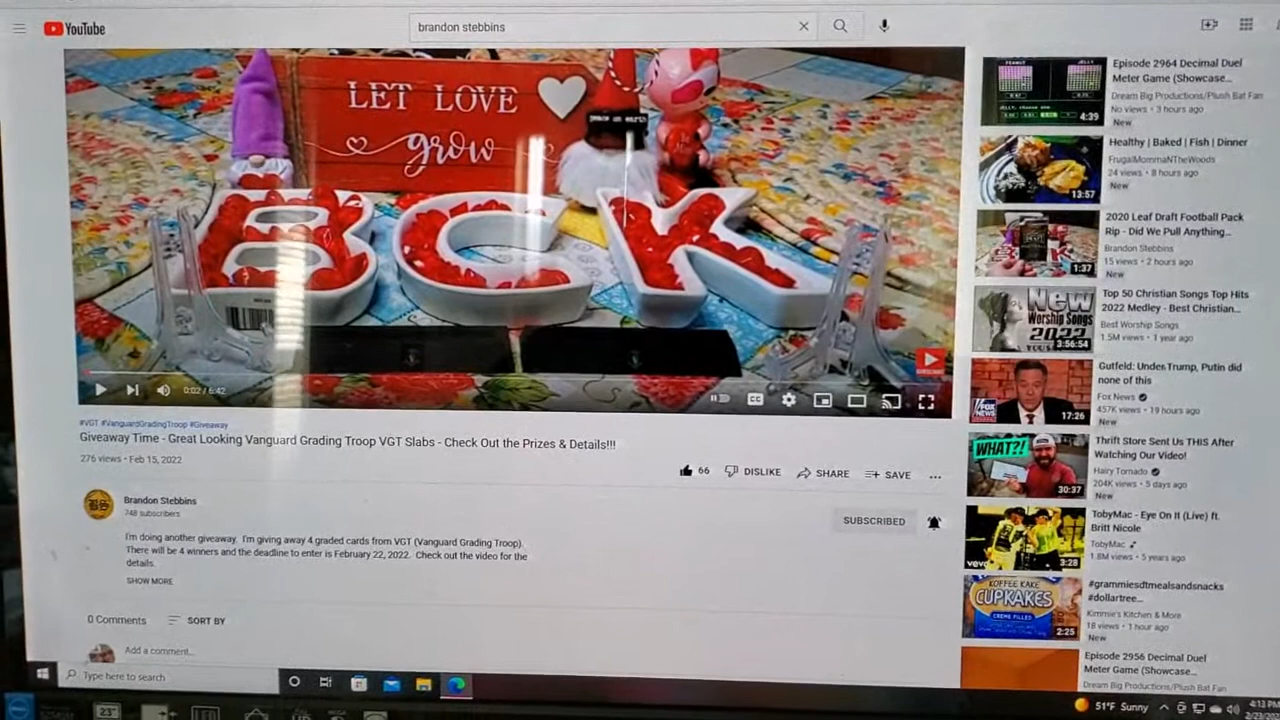 YouTube
brandon stebbins
LET LOVE
grow
peace on earth
BCK
SUBSCRIBE
0:02 / 6:42
CC
#VGT #VanguardGradingTroop #Giveaway
Giveaway Time - Great Looking Vanguard Grading Troop VGT Slabs - Check Out the Prizes & Details!!!
276 views • Feb 15, 2022
66
DISLIKE
SHARE
SAVE
Brandon Stebbins
748 subscribers
SUBSCRIBED
I'm doing another giveaway. I'm giving away 4 graded cards from VGT (Vanguard Grading Troop).
There will be 4 winners and the deadline to enter is February 22, 2022. Check out the video for the
details.
SHOW MORE
0 Comments
SORT BY
Add a comment...
PEANUT
JELLY
4:39
Episode 2964 Decimal Duel
Meter Game (Showcase...
Dream Big Productions/Plush Bat Fan
No views • 3 hours ago
New
13:57
Healthy | Baked | Fish | Dinner
FrugalMommaNTheWoods
24 views • 8 hours ago
New
1:37
2020 Leaf Draft Football Pack
Rip - Did We Pull Anything...
Brandon Stebbins
15 views • 2 hours ago
New
New
Worship Songs
2022
3:56:54
Top 50 Christian Songs Top Hits
2022 Medley - Best Christian...
Best Worship Songs
1.5M views • 1 year ago
FOX
NEWS
17:26
Gutfeld: Under Trump, Putin did
none of this
Fox News
457K views • 19 hours ago
New
WHAT?!
30:37
Thrift Store Sent Us THIS After
Watching Our Video!
Hairy Tornado
204K views • 5 days ago
New
vevo
3:28
TobyMac - Eye On It (Live) ft.
Britt Nicole
TobyMac
1.8M views • 5 years ago
KOFFEE KAKE
CUPKAKES
CREME FILLED
2:25
#grammiesdtmealsandsnacks
#dollartree...
Kimmie's Kitchen & More
18 views • 1 hour ago
New
Episode 2956 Decimal Duel
Meter Game (Showcase...
Dream Big Productions/Plush Bat Fan
Type here to search
51°F Sunny
4:13 PM
23"
LED